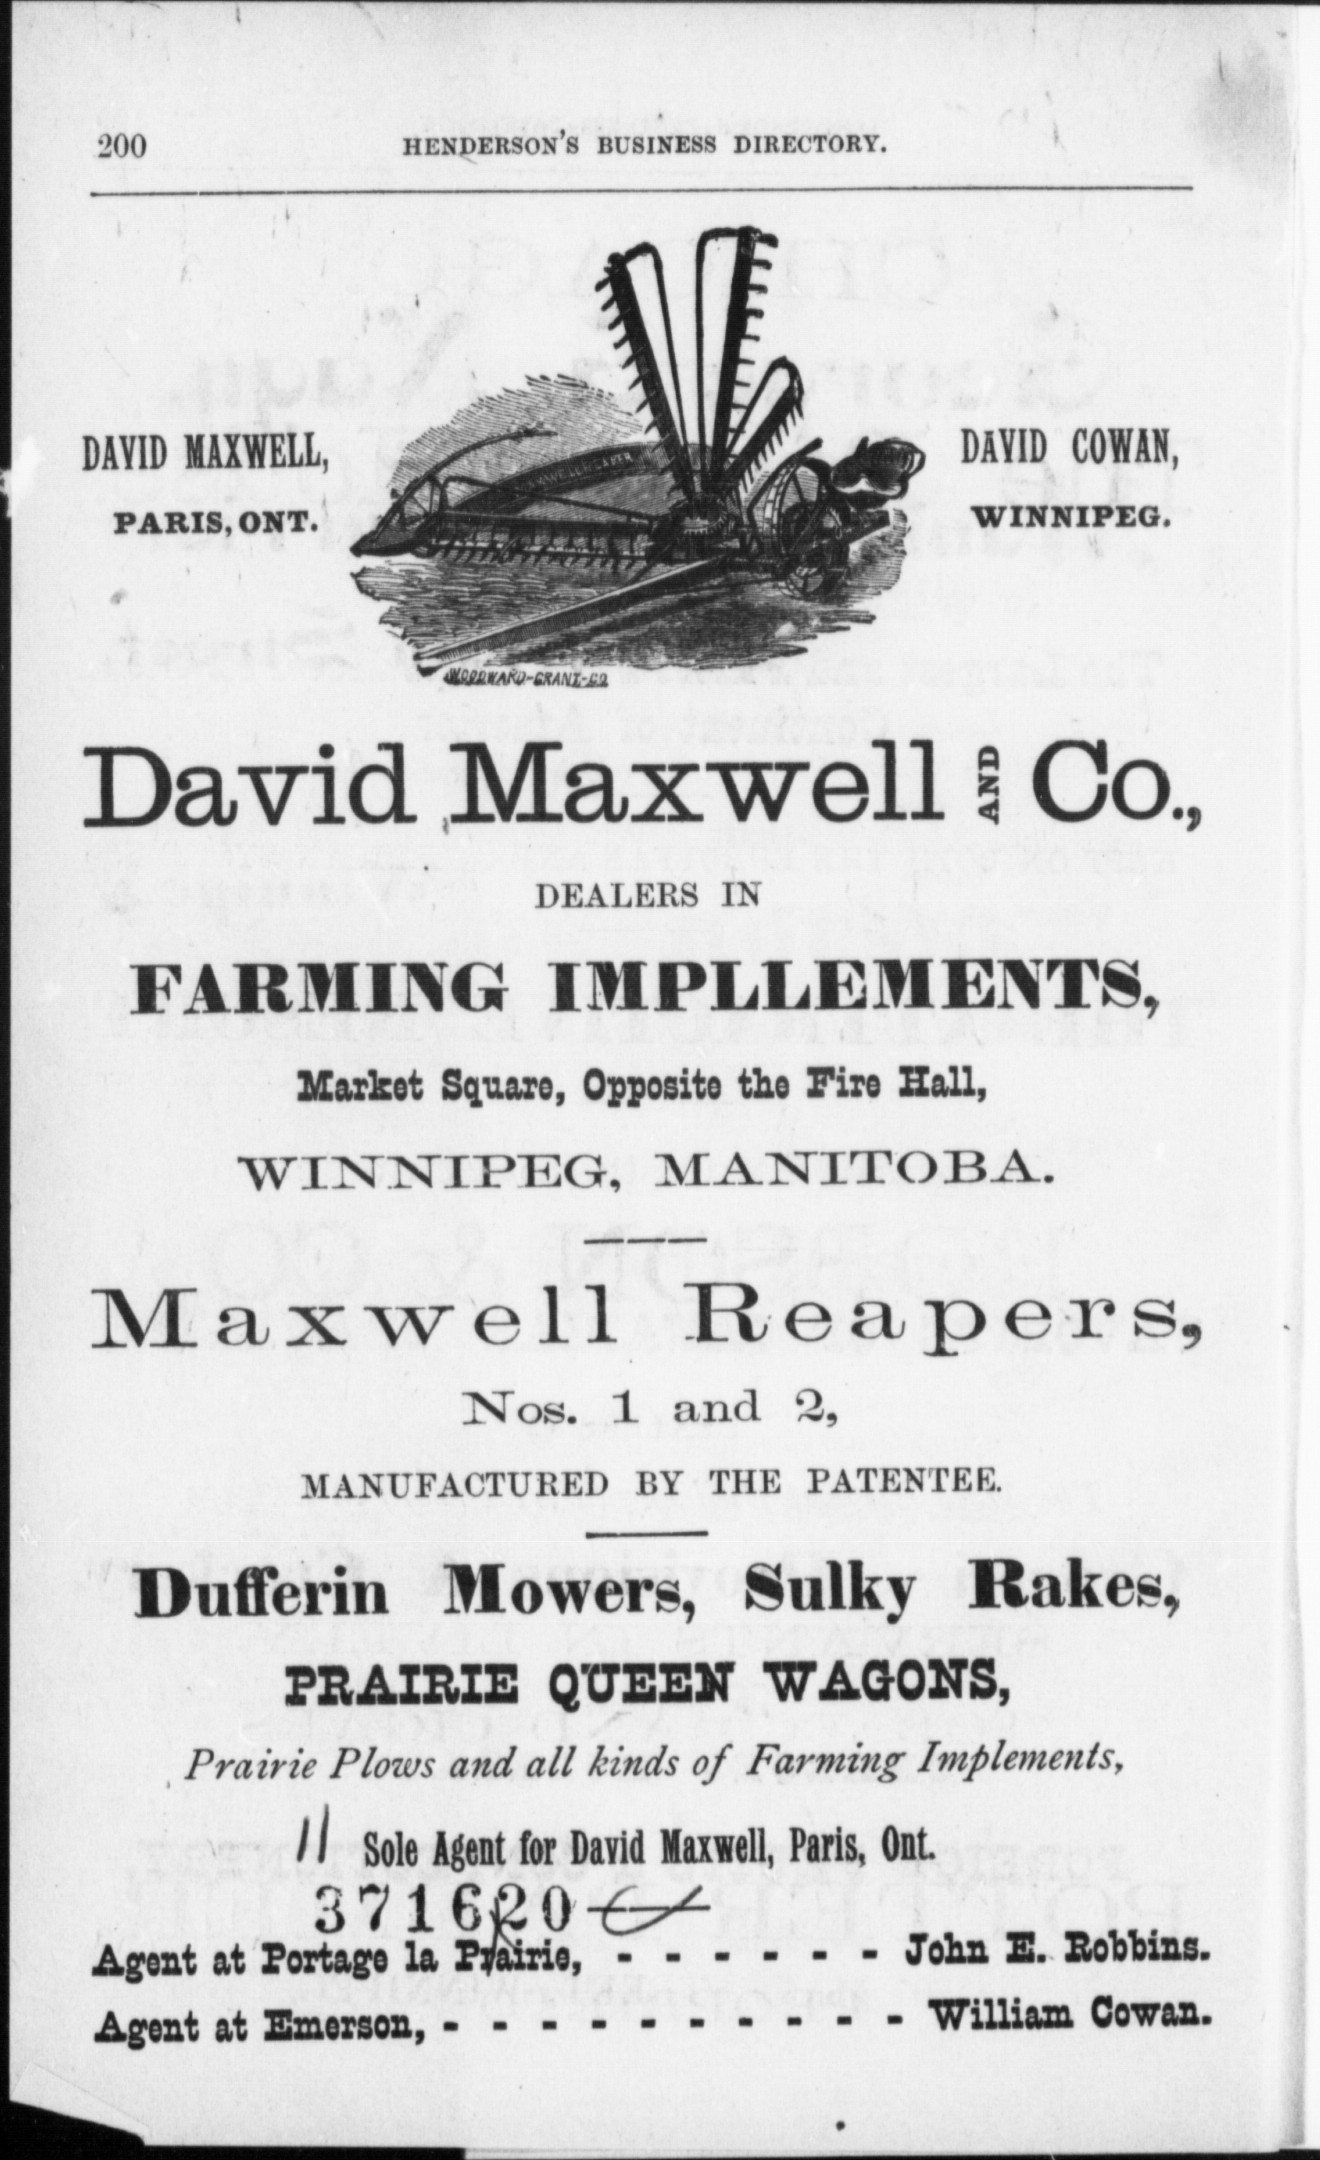 200 HENDERSON'S BUSINESS DIRECTORY.
DAVID MAXWELL,
PARIS, ONT.
MAXWELL REAPER
DAVID COWAN,
WINNIPEG.
WOODWARD-GRANT-CO
David Maxwell AND Co.,
DEALERS IN
FARMING IMPLLEMENTS,
Market Square, Opposite the Fire Hall,
WINNIPEG, MANITOBA.
Maxwell Reapers,
Nos. 1 and 2,
MANUFACTURED BY THE PATENTEE.
Dufferin Mowers, Sulky Rakes,
PRAIRIE QUEEN WAGONS,
Prairie Plows and all kinds of Farming Implements,
11 Sole Agent for David Maxwell, Paris, Ont.
371620
Agent at Portage la Prairie, - - - - - - John E. Robbins.
Agent at Emerson, - - - - - - - - - - William Cowan.